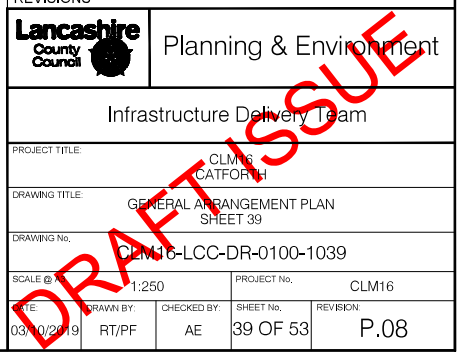 REVISIONS
Lancashire
County
Council
Planning & Environment
Infrastructure Delivery Team
PROJECT TITLE:
CLM16
CATFORTH
DRAWING TITLE:
GENERAL ARRANGEMENT PLAN
SHEET 39
DRAWING No.
CLM16-LCC-DR-0100-1039
SCALE @ A3
1:250
PROJECT No.
CLM16
DATE:
03/10/2019
DRAWN BY:
RT/PF
CHECKED BY:
AE
SHEET No.
39 OF 53
REVISION:
P.08
DRAFT ISSUE